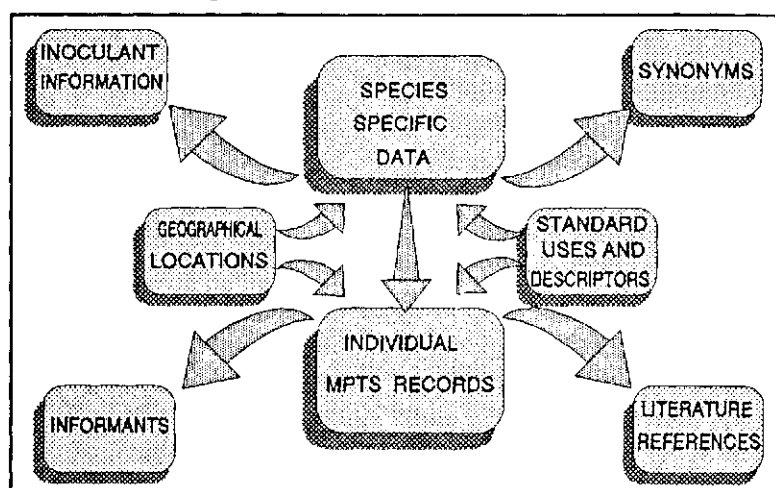 INOCULANT
INFORMATION
SPECIES
SPECIFIC
DATA
SYNONYMS
GEOGRAPHICAL
LOCATIONS
STANDARD
USES AND
DESCRIPTORS
INDIVIDUAL
MPTS RECORDS
INFORMANTS
LITERATURE
REFERENCES